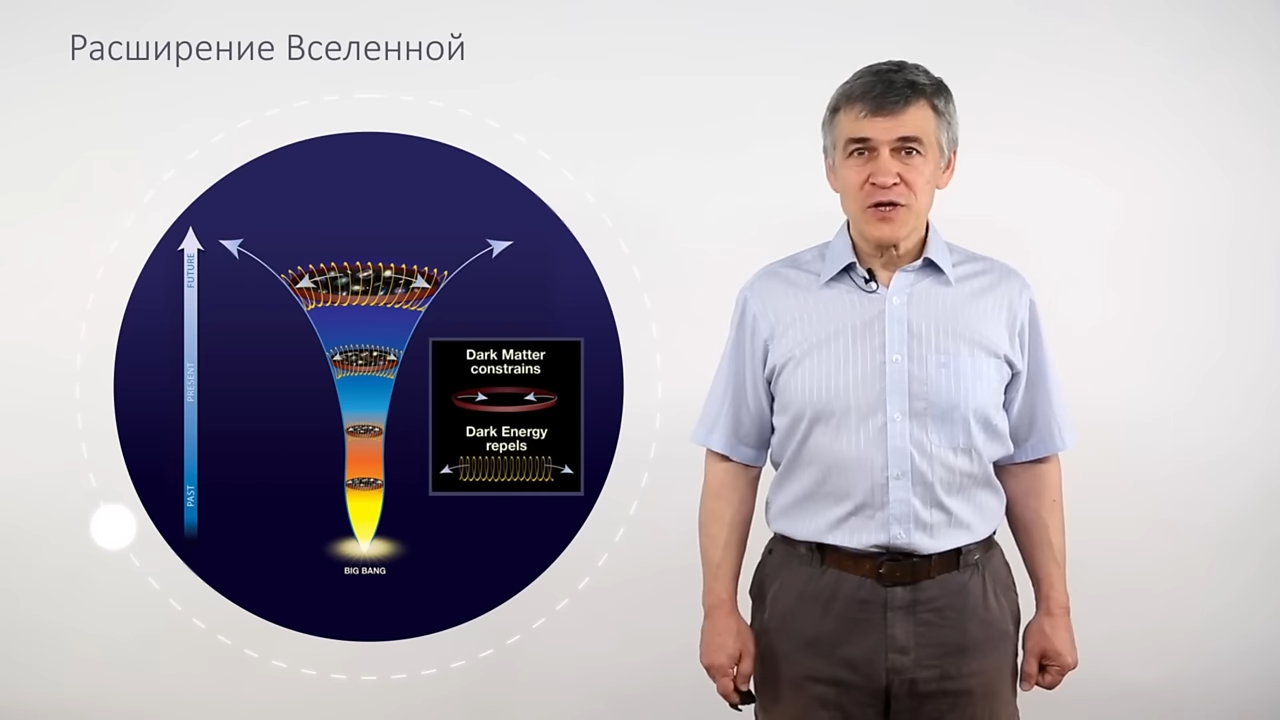 Расширение Вселенной
FUTURE
PRESENT
PAST
Dark Matter
constrains
Dark Energy
repels
BIG BANG